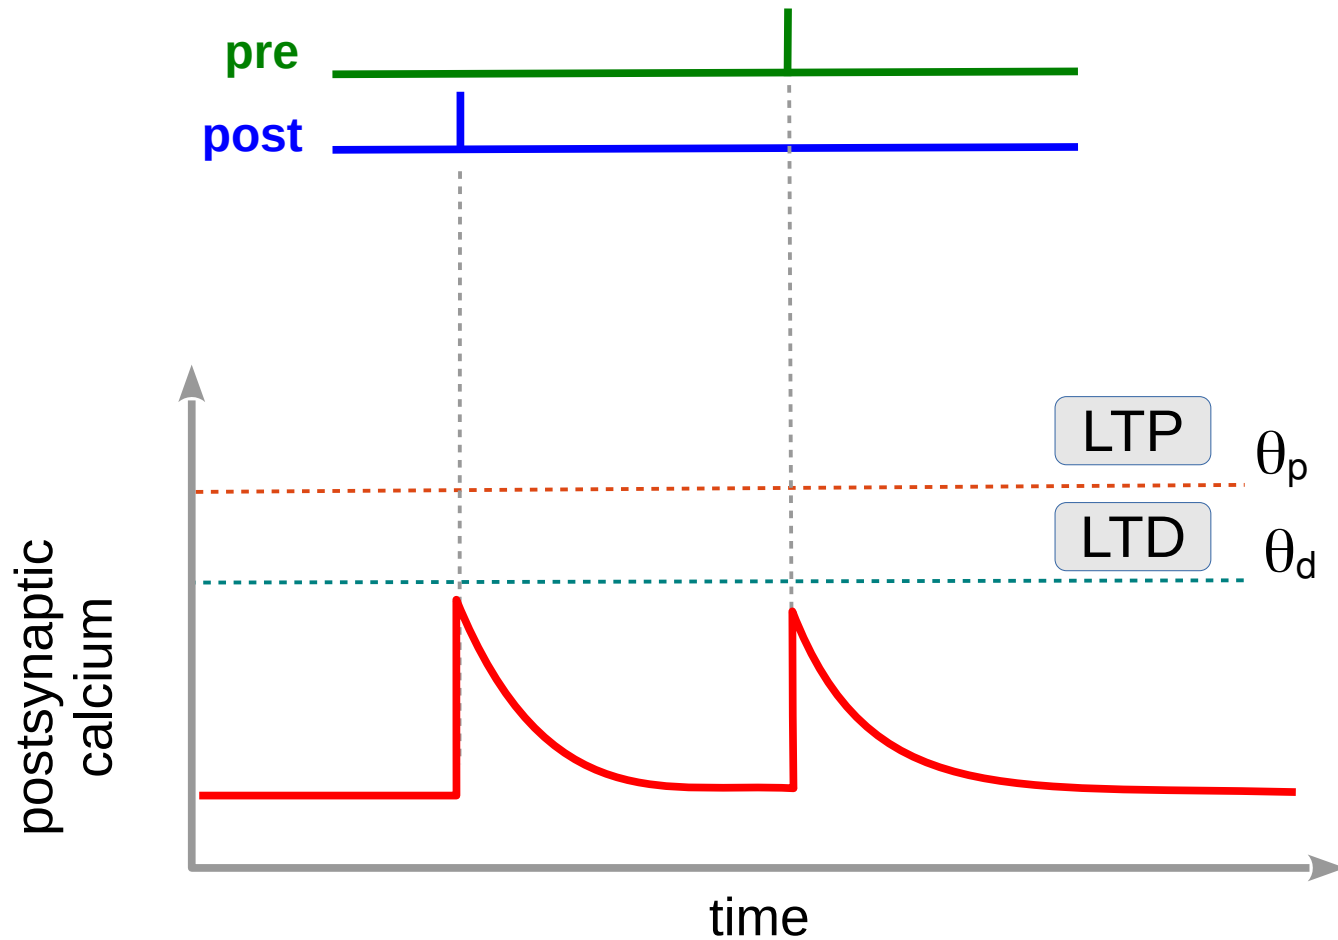 pre
post
LTP
θp
LTD
θd
postsynaptic
calcium
time